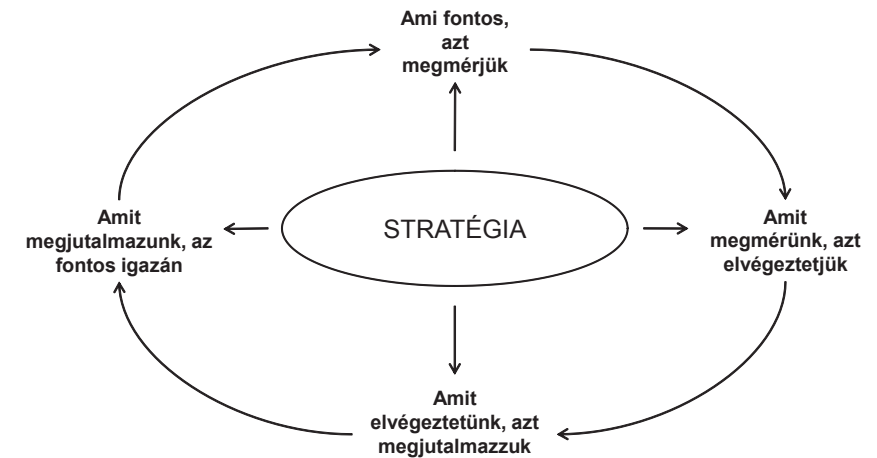 Ami fontos,
azt
megmérjük
Amit
megjutalmazunk, az
fontos igazán
STRATÉGIA
Amit
megmérünk, azt
elvégeztetjük
Amit
elvégeztetünk, azt
megjutalmazzuk